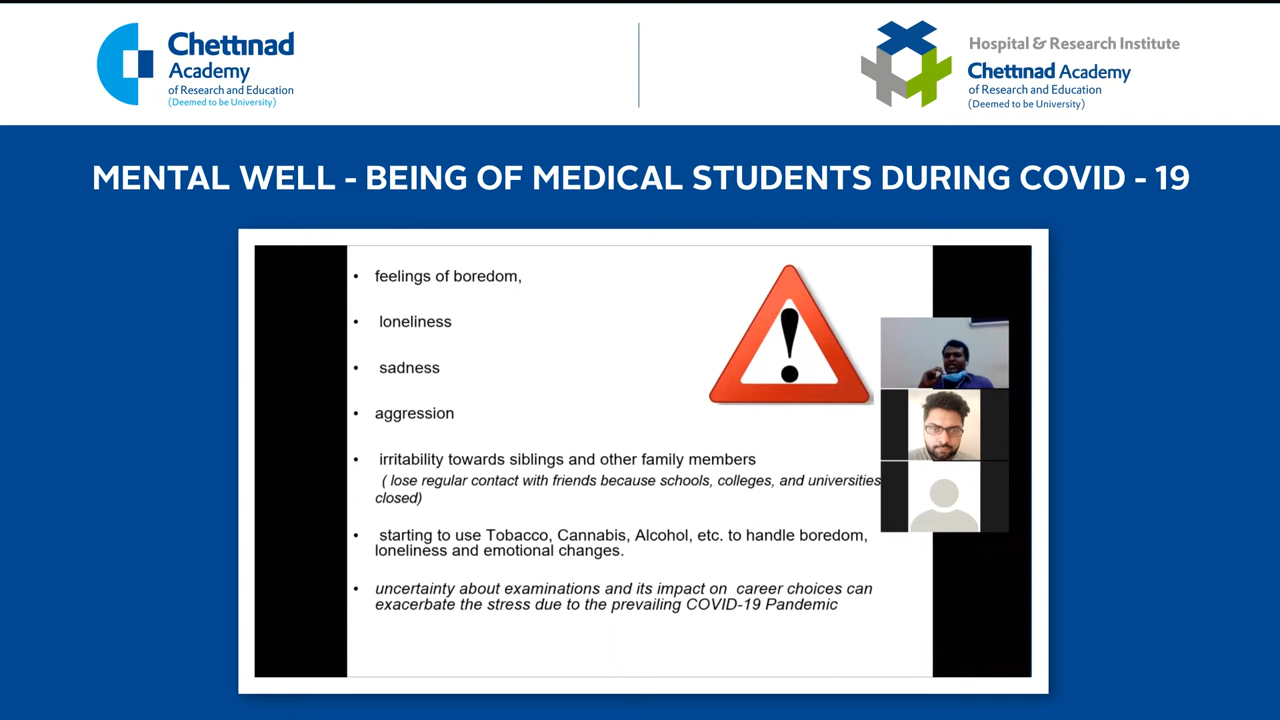 Chettinad
Academy
of Research and Education
(Deemed to be University)
Hospital & Research Institute
Chettinad Academy
of Research and Education
(Deemed to be University)
MENTAL WELL - BEING OF MEDICAL STUDENTS DURING COVID - 19
• feelings of boredom,
• loneliness
• sadness
• aggression
• irritability towards siblings and other family members
( lose regular contact with friends because schools, colleges, and universities
closed)
• starting to use Tobacco, Cannabis, Alcohol, etc. to handle boredom,
loneliness and emotional changes.
• uncertainty about examinations and its impact on career choices can
exacerbate the stress due to the prevailing COVID-19 Pandemic